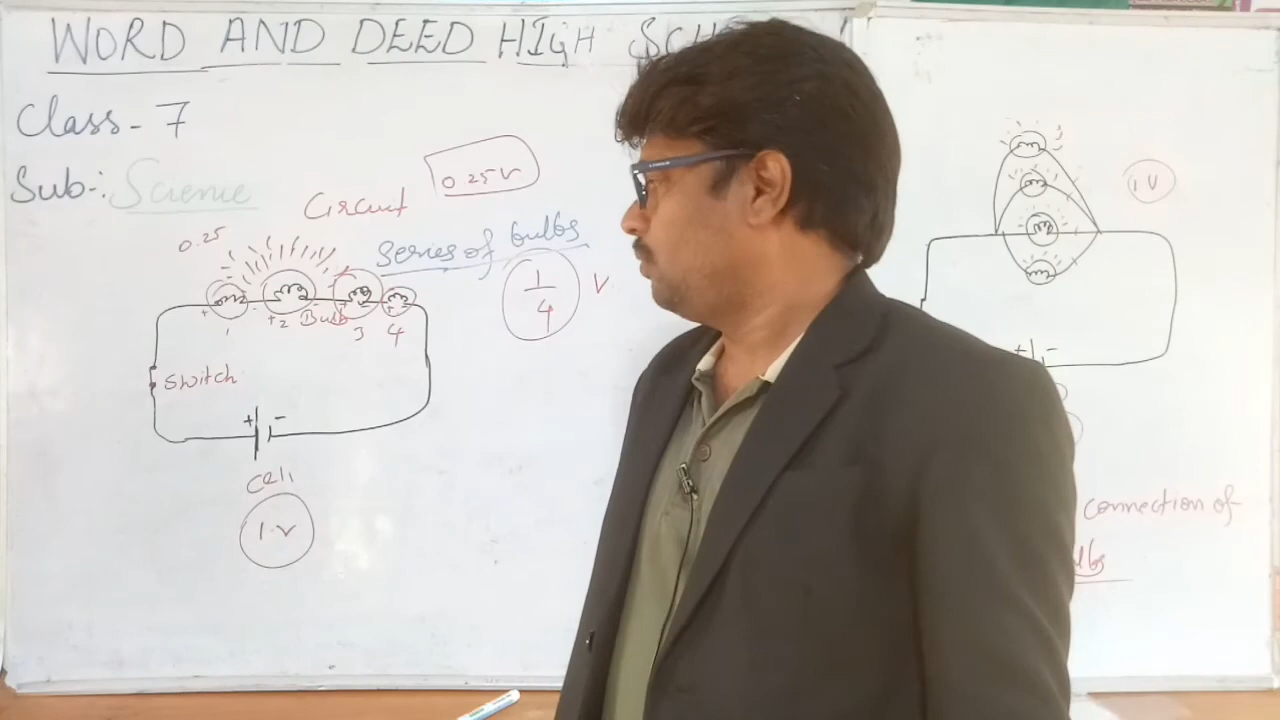 WORD AND DEED HIGH SCH
Class - 7
Sub-: Science
Circuit
0.25V
0.25
series of bulbs
1/4 V
+ - +2 Bulb + 
1 3 4
Switch
+ -
Cell
1.V
1V
+ -
connection of
lbs